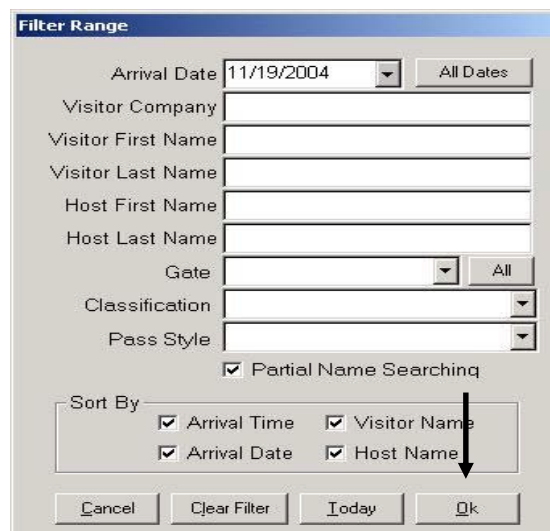 Filter Range
Arrival Date 11/19/2004 All Dates
Visitor Company
Visitor First Name
Visitor Last Name
Host First Name
Host Last Name
Gate All
Classification
Pass Style
Partial Name Searching
Sort By
Arrival Time Visitor Name
Arrival Date Host Name
Cancel Clear Filter Today Ok